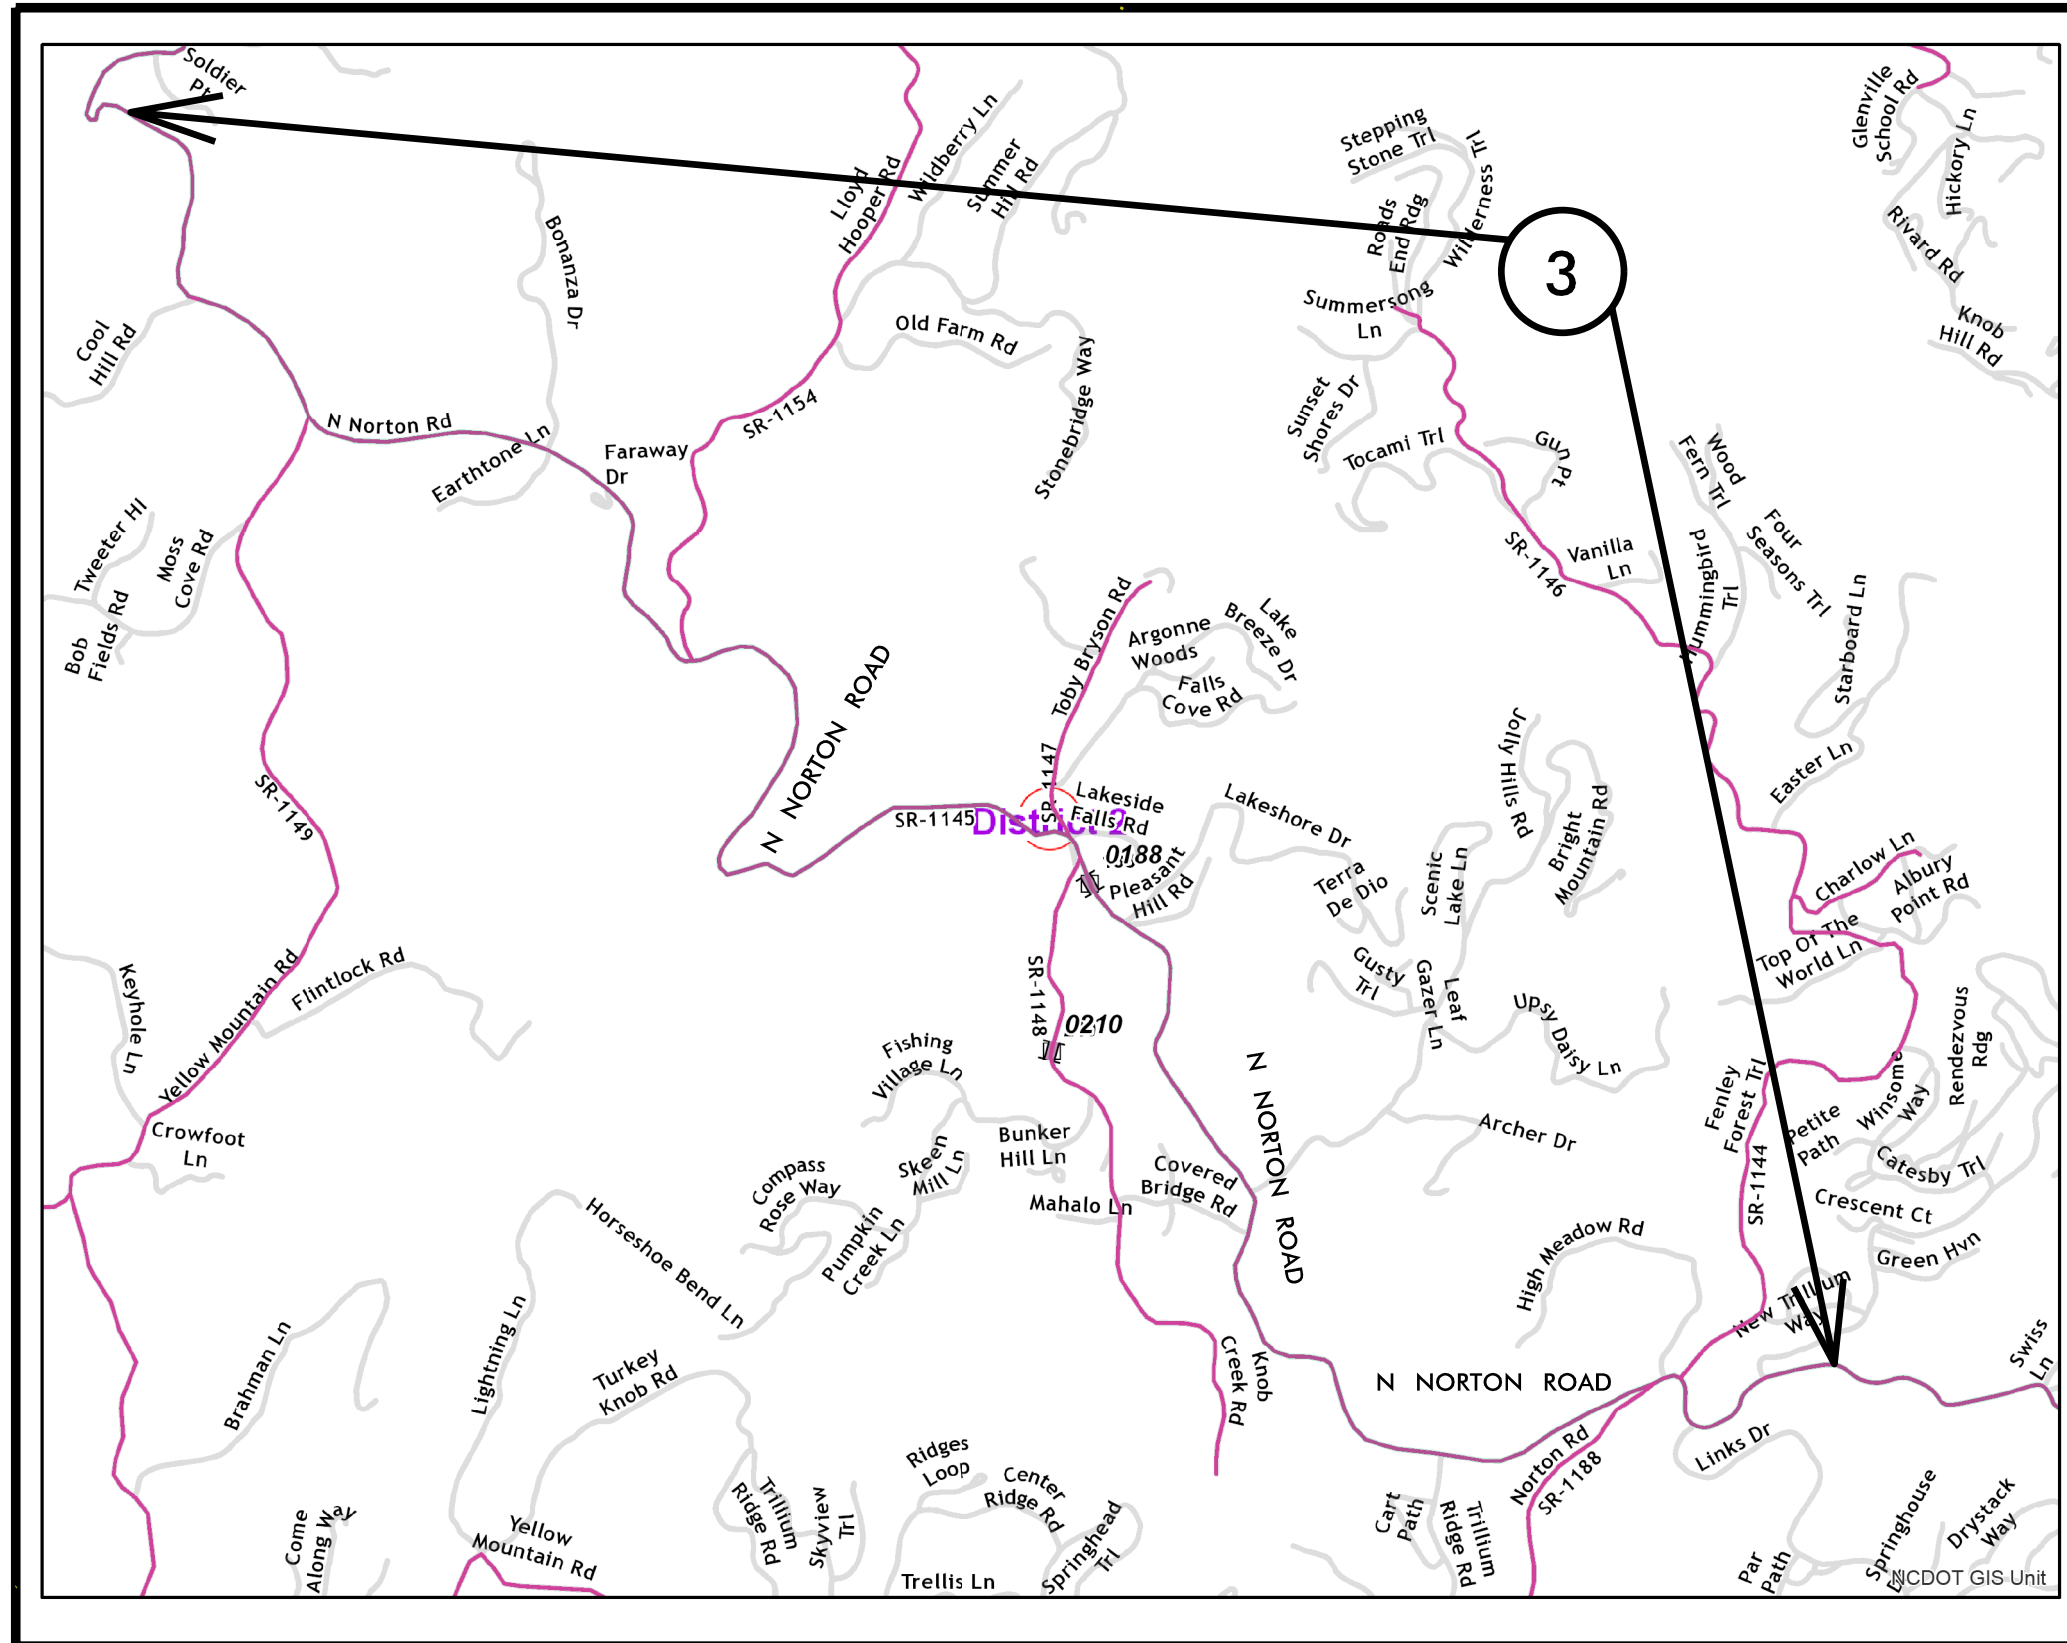 Soldier
Pt
Glenville
School Rd
Hickory Ln
Rivard Rd
Knob
Hill Rd
Stepping
Stone Trl
Wilderness Trl
Roads
End Rdg
3
Summersong
Ln
Sunset
Shores Dr
Tocami Trl
Gun
Pt
Lloyd
Hooper Rd
Wildberry Ln
Summer
Hill Rd
Old Farm Rd
Stonebridge Way
Bonanza Dr
Cool
Hill Rd
N Norton Rd
Earthtone Ln
Faraway
Dr
SR-1154
Tweeter Hl
Moss
Cove Rd
Bob
Fields Rd
SR-1146
Vanilla
Ln
Wood
Fern Trl
Four
Seasons Trl
Hummingbird
Trl
Starboard Ln
Easter Ln
Toby Bryson Rd
Argonne
Woods
Lake
Breeze Dr
Falls
Cove Rd
N NORTON ROAD
SR-1149
SR-1147
SR-1145
District 2
Lakeside
Falls Rd
0188
Pleasant
Hill Rd
Lakeshore Dr
Terra
De Dio
Scenic
Lake Ln
Jolly Hills Rd
Bright
Mountain Rd
Charlow Ln
Albury
Point Rd
Top Of The
World Ln
Keyhole Ln
Yellow Mountain Rd
Flintlock Rd
SR-1148
0210
Gusty
Trl
Leaf
Gazer Ln
Upsy Daisy Ln
Rendezvous
Rdg
Winsome
Way
Fenley
Forest Trl
Petite
Path
Fishing
Village Ln
Skeen
Mill Ln
Bunker
Hill Ln
Crowfoot
Ln
Compass
Rose Way
Pumpkin
Creek Ln
Mahalo Ln
Covered
Bridge Rd
N NORTON ROAD
Archer Dr
SR-1144
Catesby Trl
Crescent Ct
Green Hvn
High Meadow Rd
New Trillium
Way
Horseshoe Bend Ln
Lightning Ln
Brahman Ln
Turkey
Knob Rd
Knob
Creek Rd
N NORTON ROAD
Swiss
Ln
Links Dr
Norton Rd
SR-1188
Ridges
Loop
Center
Ridge Rd
Trillium
Ridge Rd
Skyview
Trl
Springhead
Trl
Cart
Path
Trillium
Ridge Rd
Come
Along Way
Yellow
Mountain Rd
Trellis Ln
Par
Path
Springhouse
Drystack
Way
NCDOT GIS Unit